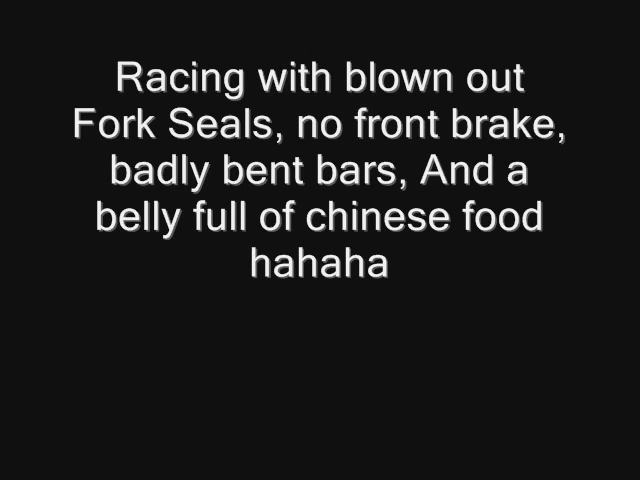 Racing with blown out
Fork Seals, no front brake,
badly bent bars, And a
belly full of chinese food
hahaha